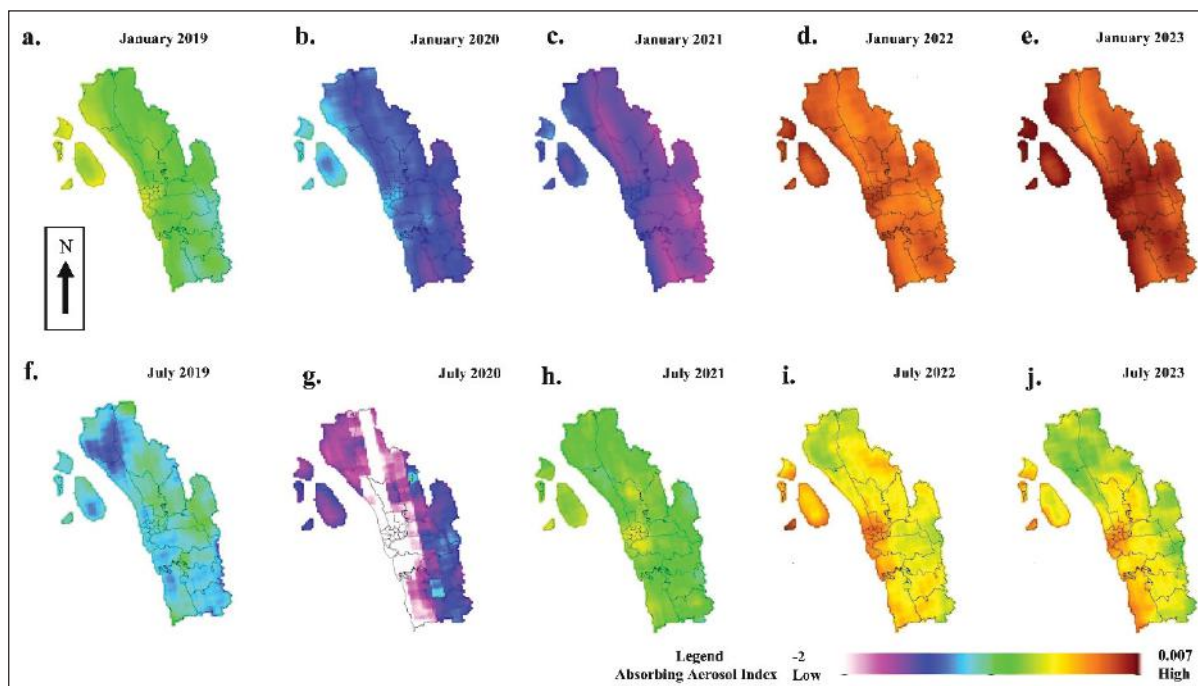 a. January 2019
b. January 2020
c. January 2021
d. January 2022
e. January 2023
N
f. July 2019
g. July 2020
h. July 2021
i. July 2022
j. July 2023
Legend -2 0.007
Absorbing Aerosol Index Low High